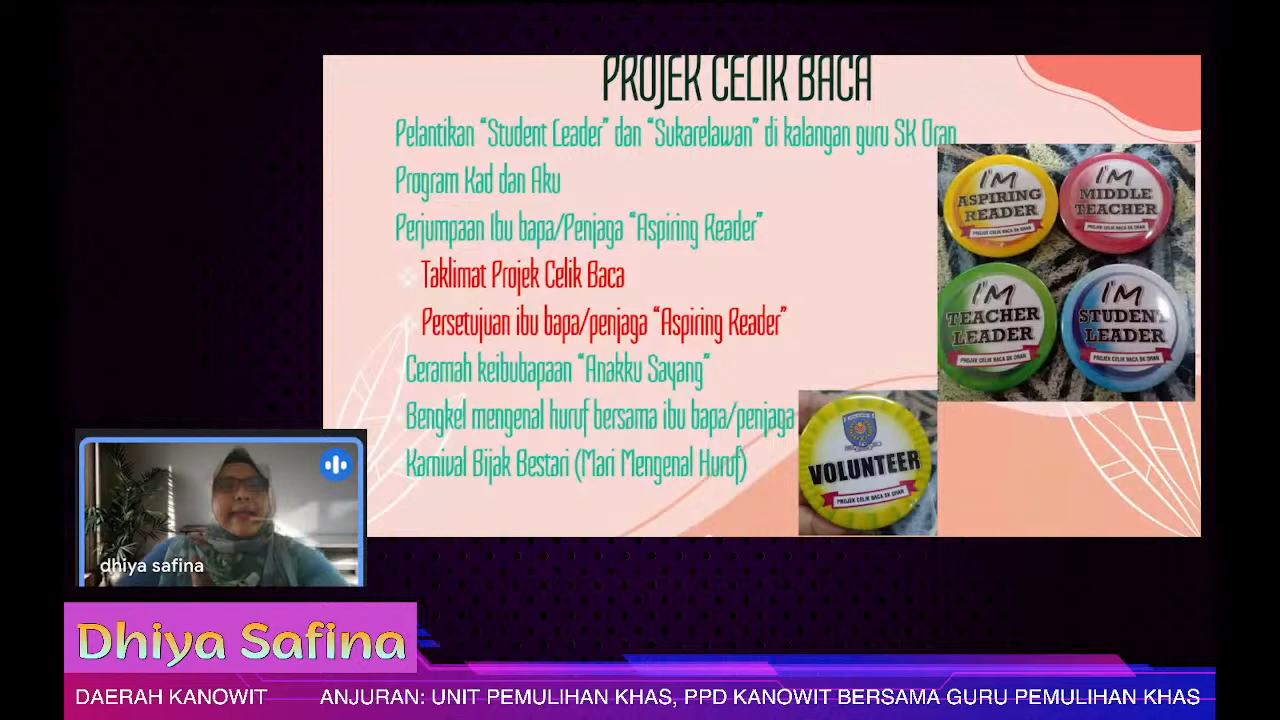 PROJEK CELIK BACA
Pelantikan “Student Leader” dan “Sukarelawan” di kalangan guru SK Oran
Program Kad dan Aku
Perjumpaan Ibu bapa/Penjaga “Aspiring Reader”
Taklimat Projek Celik Baca
Persetujuan ibu bapa/penjaga “Aspiring Reader”
Ceramah keibubapaan “Anakku Sayang”
Bengkel mengenal huruf bersama ibu bapa/penjaga
Karnival Bijak Bestari (Mari Mengenal Huruf)
I'M
ASPIRING
READER
PROJEK CELIK BACA SK ORAN
I'M
MIDDLE
TEACHER
PROJEK CELIK BACA SK ORAN
I'M
TEACHER
LEADER
PROJEK CELIK BACA SK ORAN
I'M
STUDENT
LEADER
PROJEK CELIK BACA SK ORAN
VOLUNTEER
PROJEK CELIK BACA SK ORAN
dhiya safina
Dhiya Safina
DAERAH KANOWIT
ANJURAN: UNIT PEMULIHAN KHAS, PPD KANOWIT BERSAMA GURU PEMULIHAN KHAS